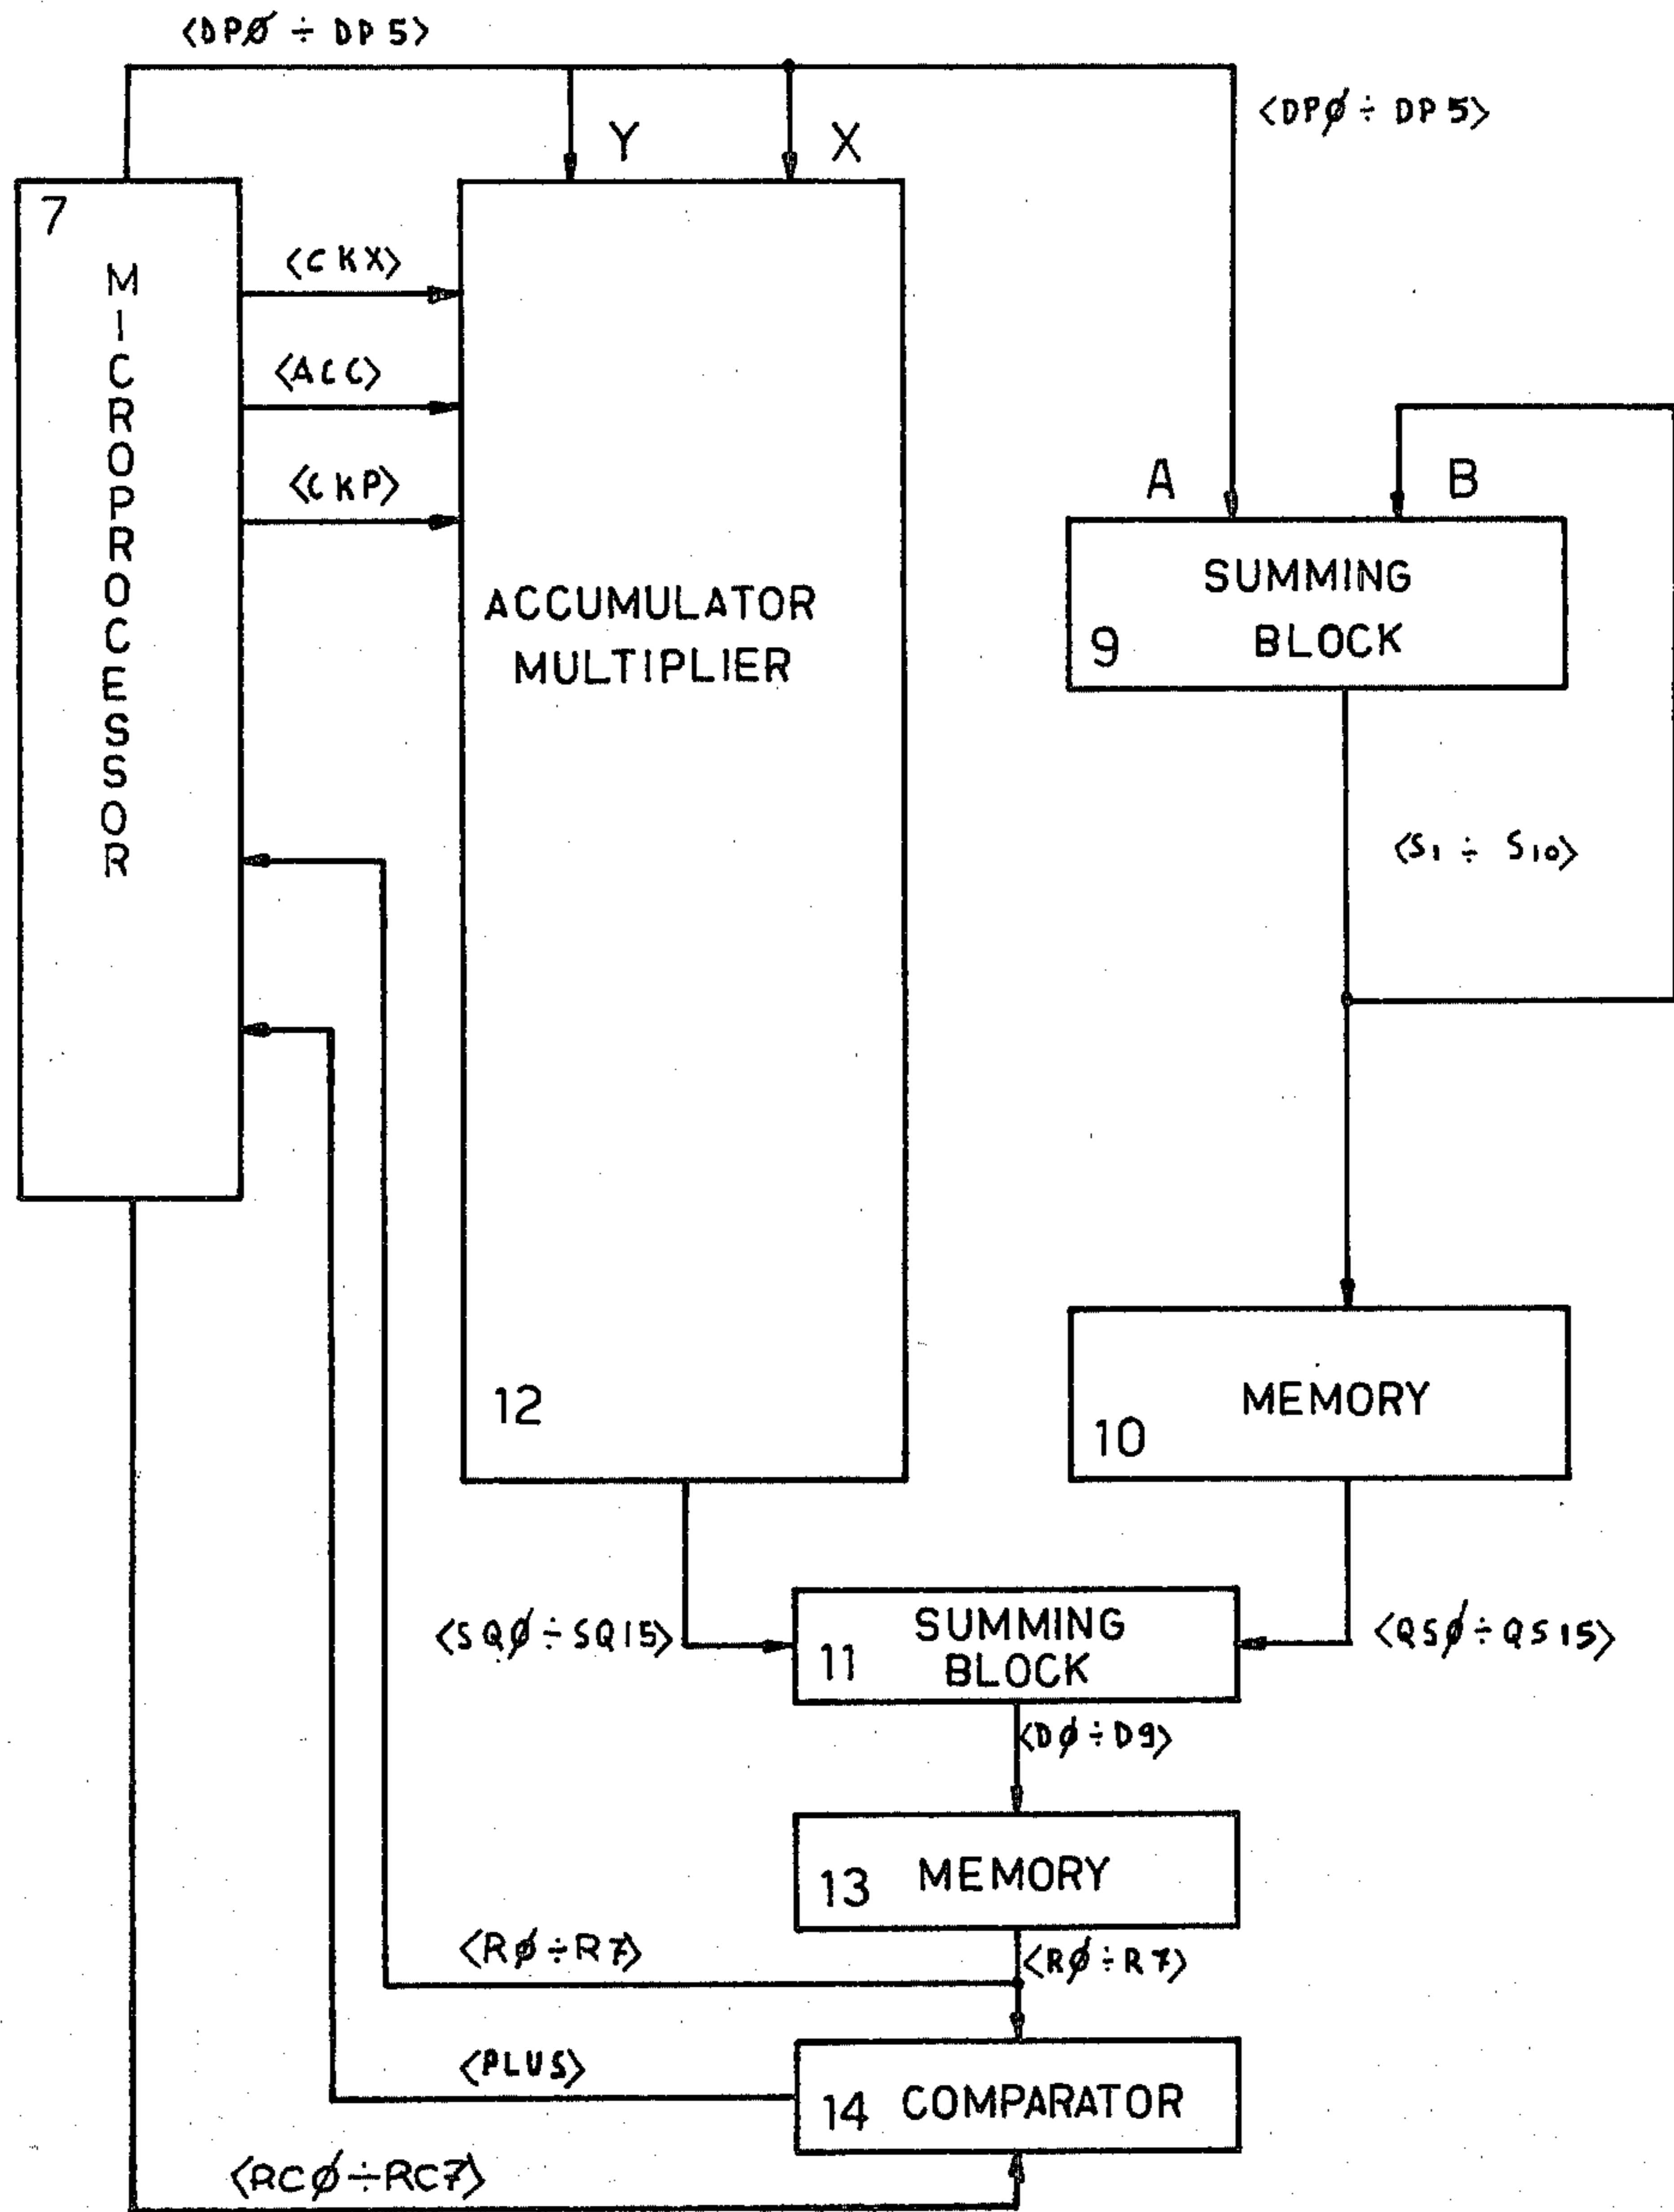 <DPØ ÷ DP5>
<DPØ ÷ DP5>
Y
X
7
MICROPROCESSOR
<CKX>
<ACC>
<CKP>
ACCUMULATOR
MULTIPLIER
12
A
B
SUMMING
BLOCK
9
<S1 ÷ S10>
MEMORY
10
<SQØ÷SQ15>
SUMMING
BLOCK
11
<QSØ÷QS15>
<DØ÷D9>
13 MEMORY
<RØ÷R7>
<RØ÷R7>
<PLUS>
14 COMPARATOR
<RCØ÷RC7>